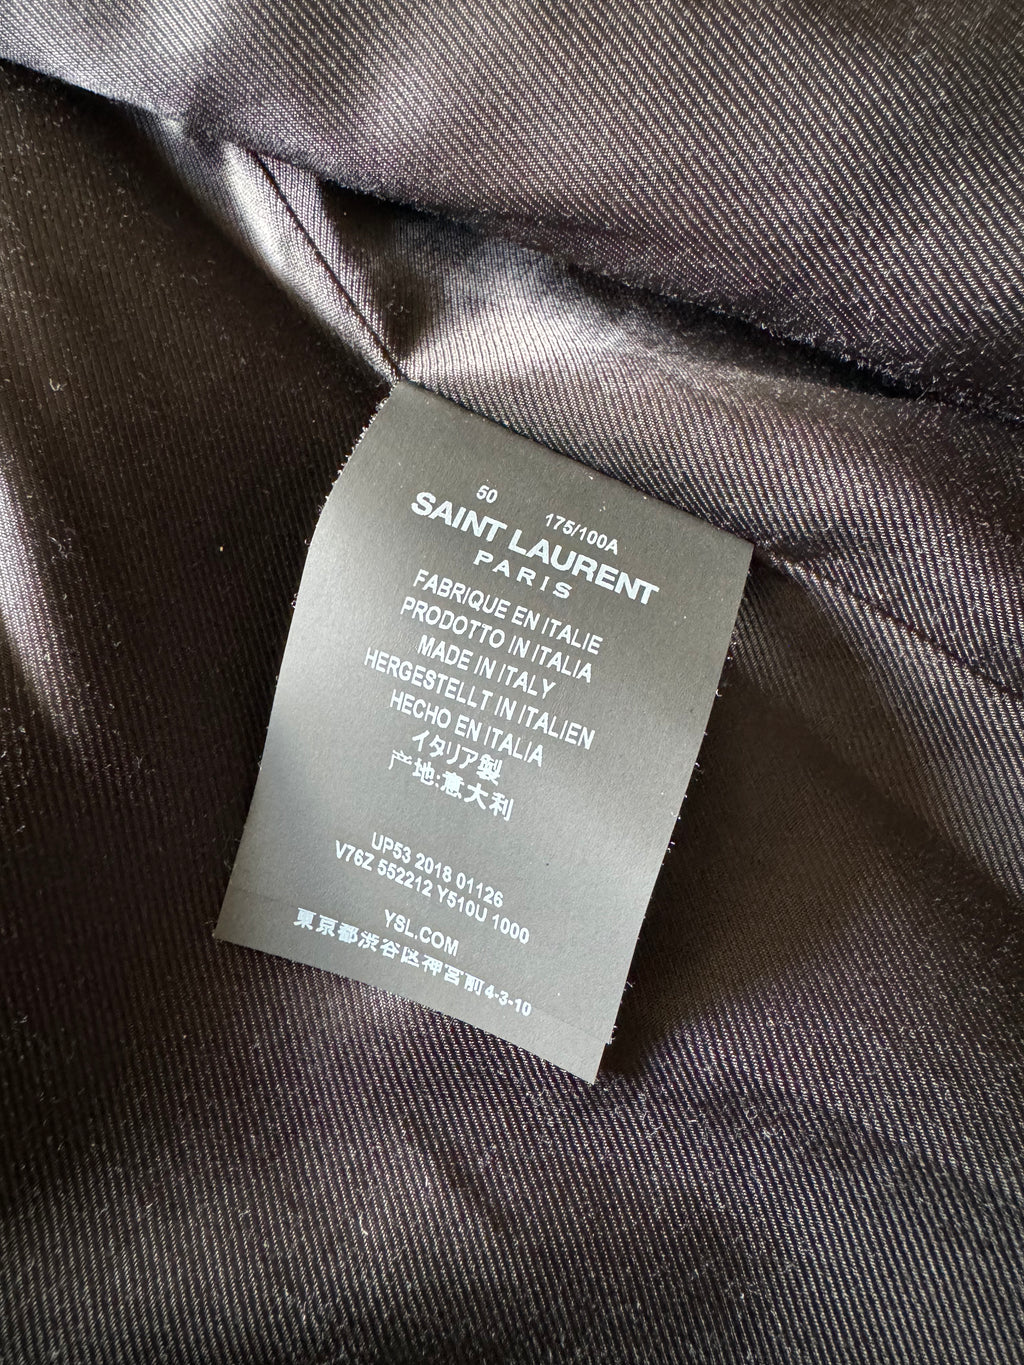 50
175/100A
SAINT LAURENT
PARIS
FABRIQUE EN ITALIE
PRODOTTO IN ITALIA
MADE IN ITALY
HERGESTELLT IN ITALIEN
HECHO EN ITALIA
イタリア製
产地:意大利
UP53 2018 01126
V76Z 552212 Y510U 1000
YSL.COM
東京都渋谷区神宮前4-3-10